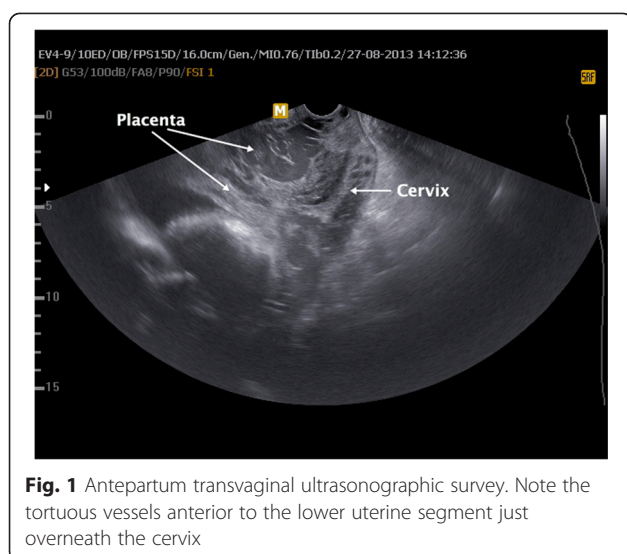 EV4-9/10ED/OB/FPS15D/16.0cm/Gen./MI0.76/TIb0.2/27-08-2013 14:12:36
[2D] G53/100dB/FA8/P90/FSI 1
SRF
M
0
Placenta
Cervix
5
10
15
Fig. 1 Antepartum transvaginal ultrasonographic survey. Note the
tortuous vessels anterior to the lower uterine segment just
overneath the cervix